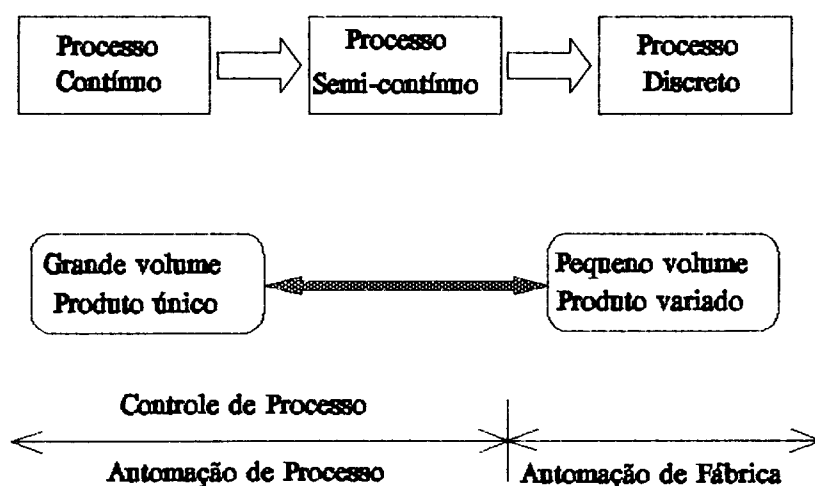 Processo
Contínuo
Processo
Semi-contínuo
Processo
Discreto
Grande volume
Produto único
Pequeno volume
Produto variado
Controle de Processo
Automação de Processo
Automação de Fábrica